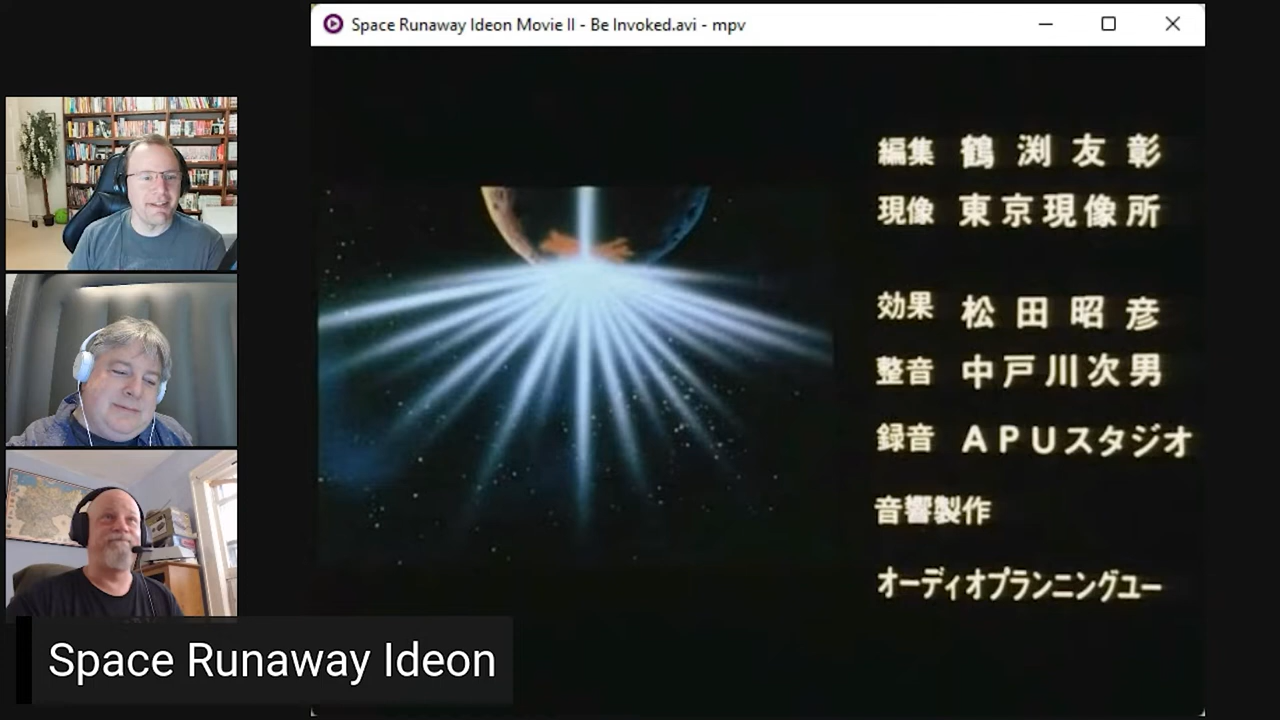 Space Runaway Ideon Movie II - Be Invoked.avi - mpv
編集 鶴渕友彰
現像 東京現像所
効果 松田昭彦
整音 中戸川次男
録音 APUスタジオ
音響製作
オーディオプランニングユー
Space Runaway Ideon